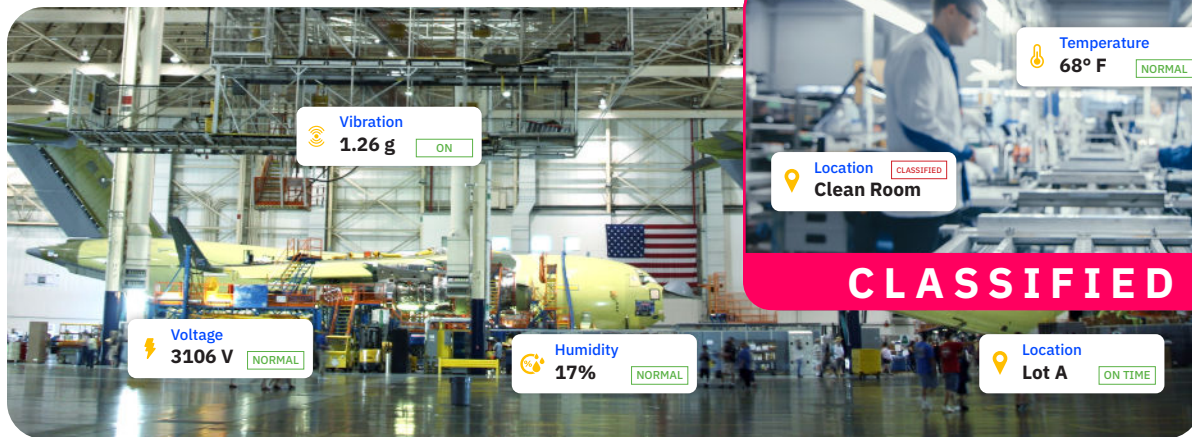 Temperature
68° F
NORMAL
Vibration
1.26 g
ON
Location
CLASSIFIED
Clean Room
CLASSIFIED
Voltage
3106 V
NORMAL
Humidity
17%
NORMAL
Location
Lot A
ON TIME